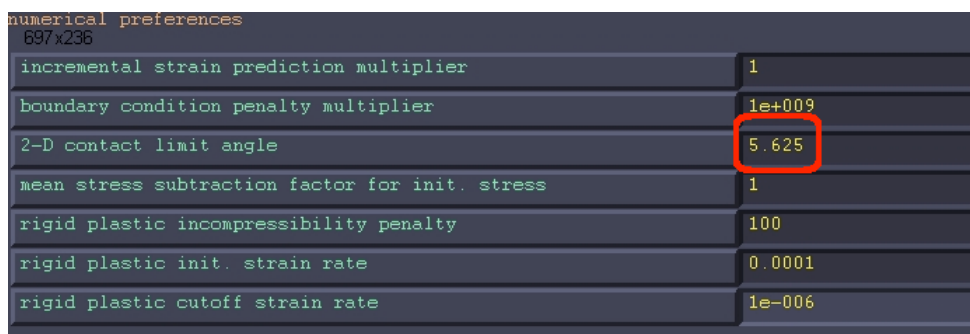 numerical preferences
697x236
incremental strain prediction multiplier 1
boundary condition penalty multiplier 1e+009
2-D contact limit angle 5.625
mean stress subtraction factor for init. stress 1
rigid plastic incompressibility penalty 100
rigid plastic init. strain rate 0.0001
rigid plastic cutoff strain rate 1e-006